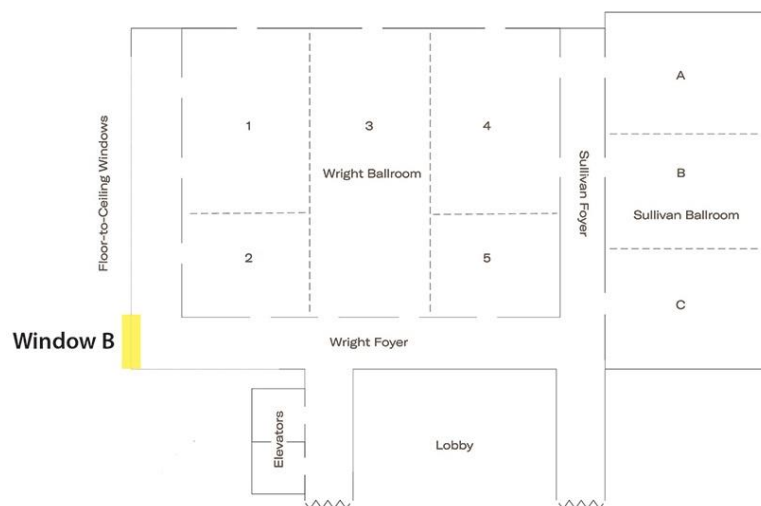 A
1
3
4
Floor-to-Ceiling Windows
Sullivan Foyer
Wright Ballroom
B
Sullivan Ballroom
2
5
C
Window B
Wright Foyer
Elevators
Lobby